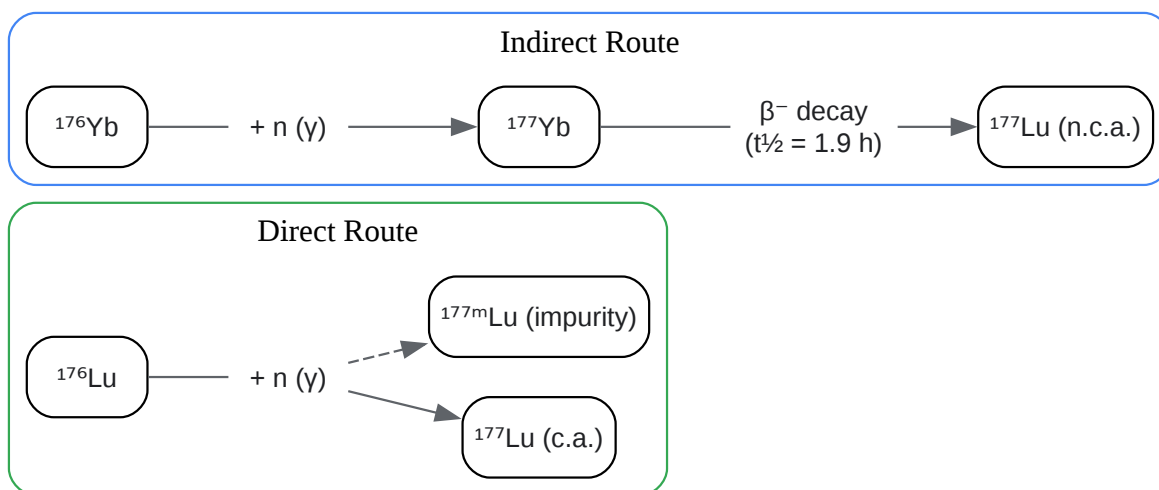 Indirect Route
¹⁷⁶Yb
+ n (γ)
¹⁷⁷Yb
β⁻ decay
(t½ = 1.9 h)
¹⁷⁷Lu (n.c.a.)
Direct Route
¹⁷⁶Lu
+ n (γ)
¹⁷⁷ᵐLu (impurity)
¹⁷⁷Lu (c.a.)